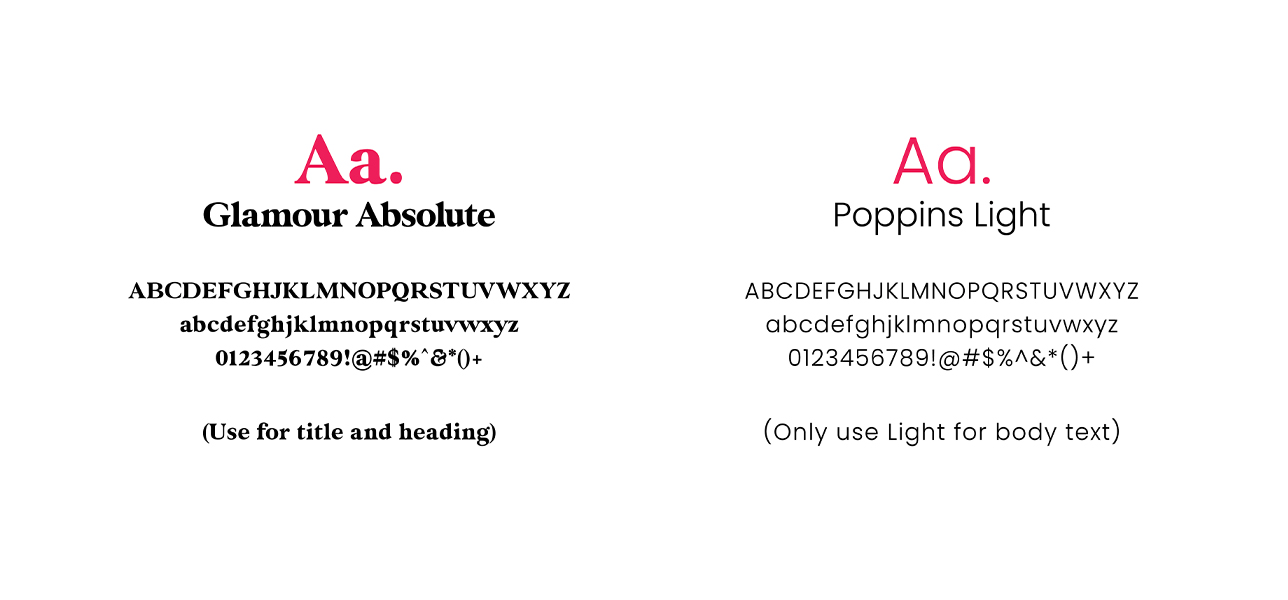 Aa.
Glamour Absolute
ABCDEFGHJKLMNOPQRSTUVWXYZ
abcdefghjklmnopqrstuvwxyz
0123456789!@#$%^&*()+
(Use for title and heading)
Aa.
Poppins Light
ABCDEFGHJKLMNOPQRSTUVWXYZ
abcdefghjklmnopqrstuvwxyz
0123456789!@#$%^&*()+
(Only use Light for body text)